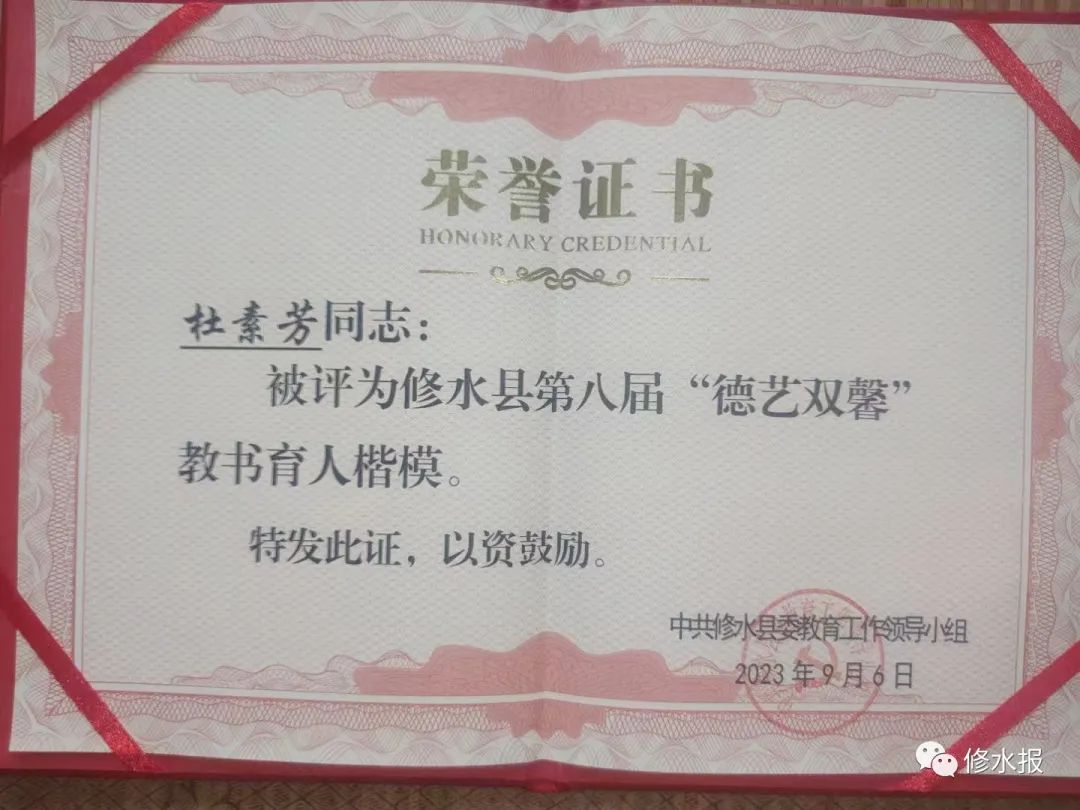 荣誉证书
HONORARY CREDENTIAL
杜素芳同志：
被评为修水县第八届“德艺双馨”
教书育人楷模。
特发此证，以资鼓励。
中共修水县委教育工作领导小组
2023年9月6日
修水报